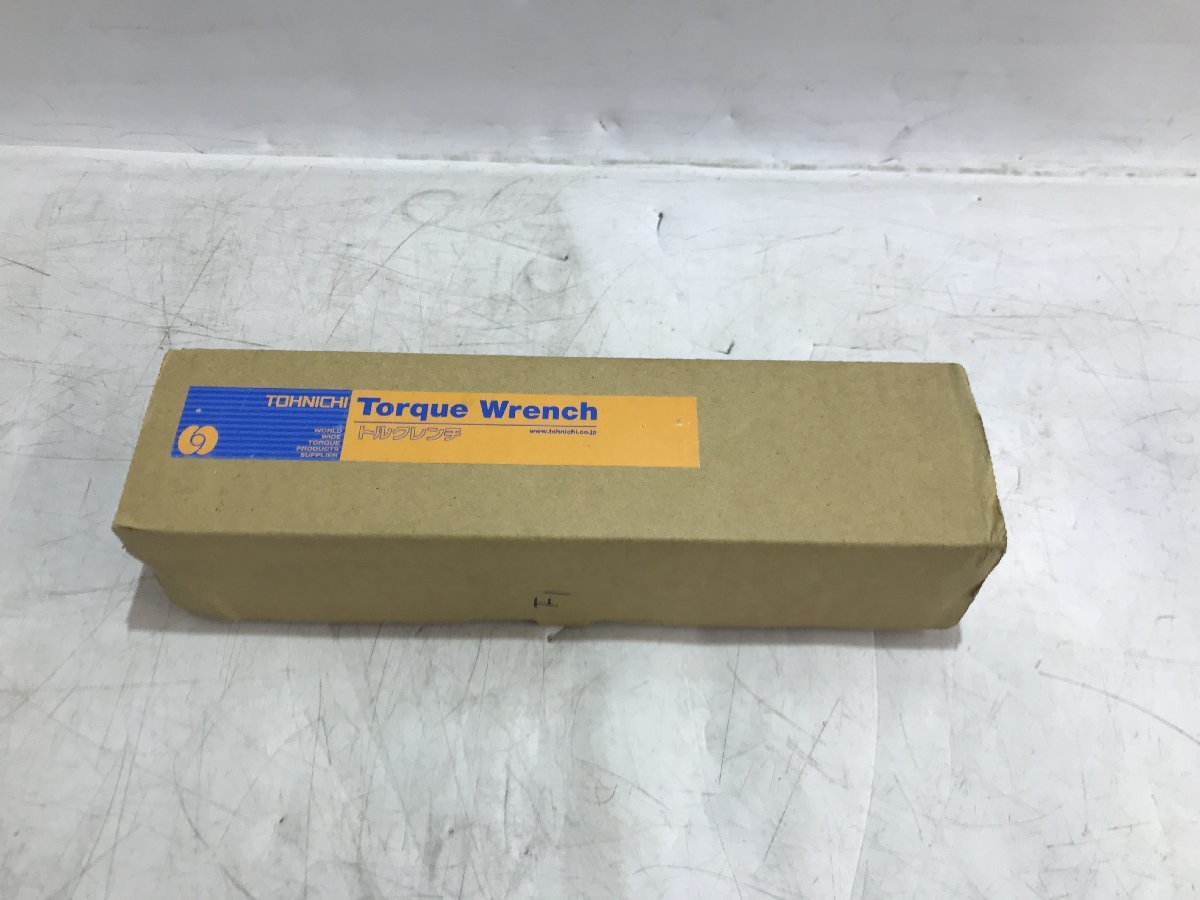 TOHNICHI
WORLD
WIDE
TORQUE
PRODUCTS
SUPPLIER
Torque Wrench
トルクレンチ
www.tohnichi.co.jp